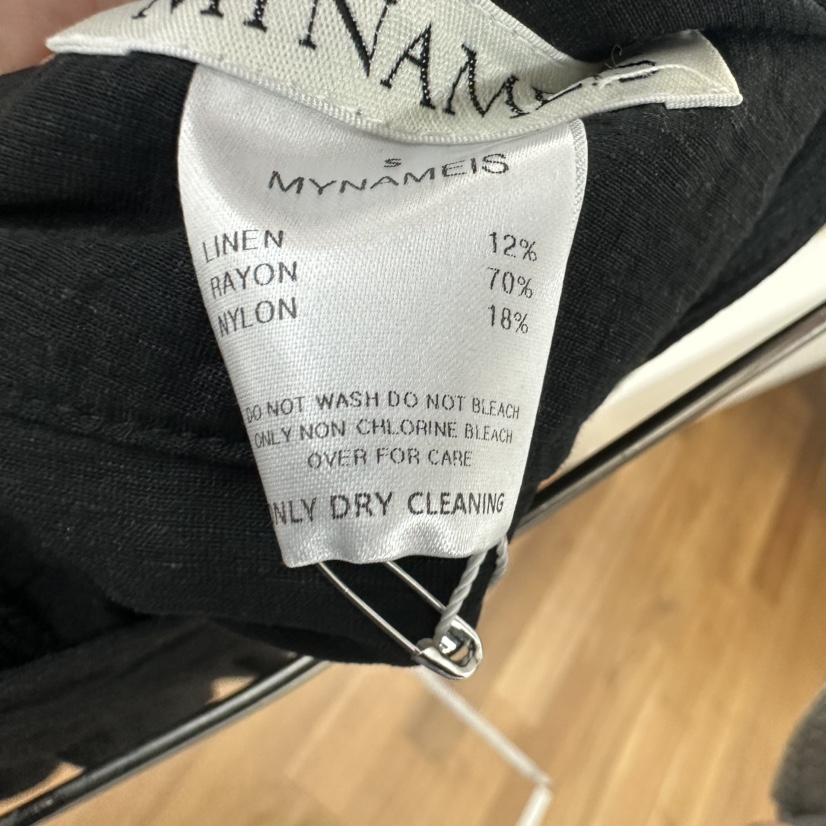 MYNAMEIS
S
MYNAMEIS
LINEN 12%
RAYON 70%
NYLON 18%
DO NOT WASH DO NOT BLEACH
ONLY NON CHLORINE BLEACH
OVER FOR CARE
ONLY DRY CLEANING